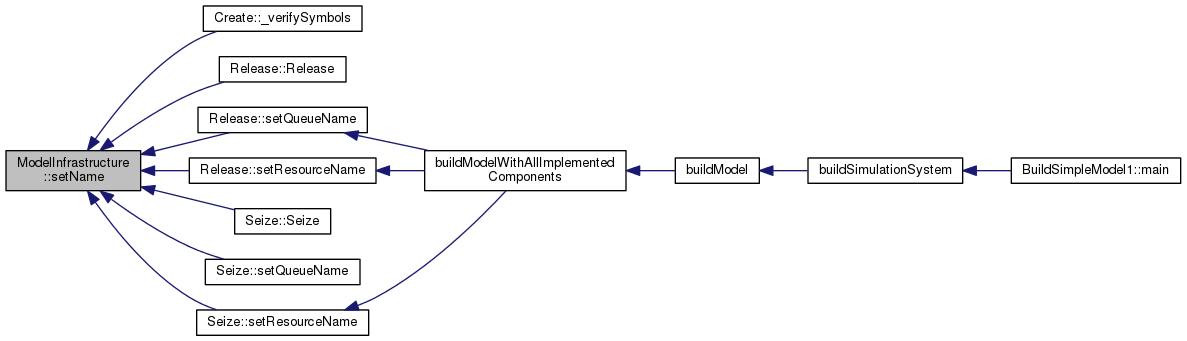 Create::_verifySymbols
Release::Release
Release::setQueueName
ModelInfrastructure
::setName
Release::setResourceName
buildModelWithAllImplemented
Components
buildModel
buildSimulationSystem
BuildSimpleModel1::main
Seize::Seize
Seize::setQueueName
Seize::setResourceName